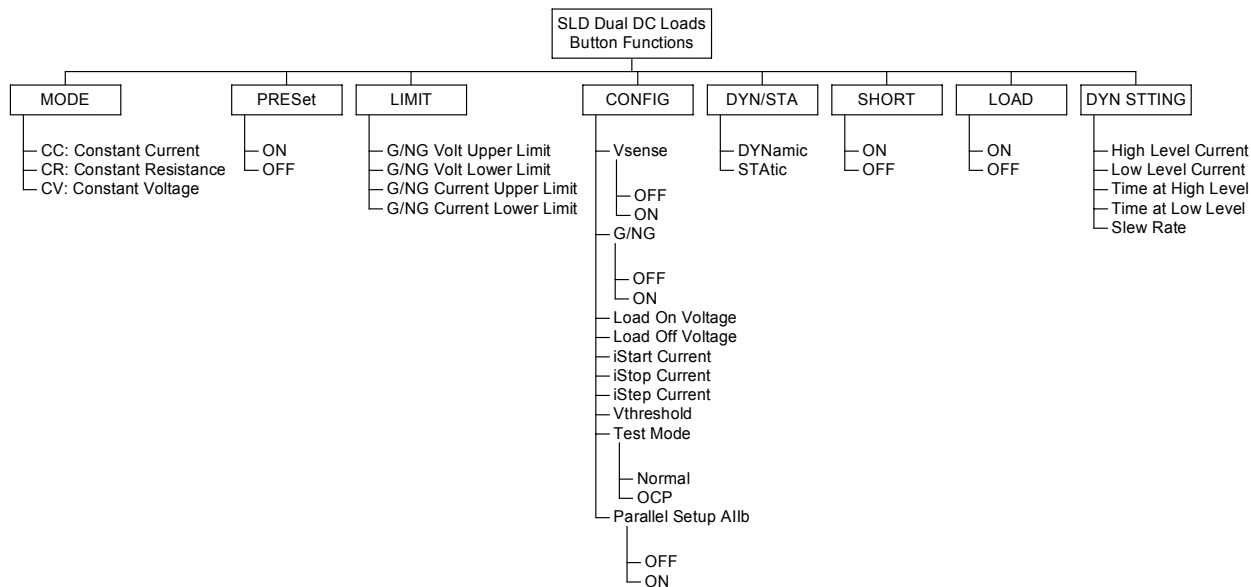 SLD Dual DC Loads
Button Functions
MODE
CC: Constant Current
CR: Constant Resistance
CV: Constant Voltage
PRESet
ON
OFF
LIMIT
G/NG Volt Upper Limit
G/NG Volt Lower Limit
G/NG Current Upper Limit
G/NG Current Lower Limit
CONFIG
Vsense
OFF
ON
G/NG
OFF
ON
Load On Voltage
Load Off Voltage
iStart Current
iStop Current
iStep Current
Vthreshold
Test Mode
Normal
OCP
Parallel Setup AIIb
OFF
ON
DYN/STA
DYNamic
STAtic
SHORT
ON
OFF
LOAD
ON
OFF
DYN STTING
High Level Current
Low Level Current
Time at High Level
Time at Low Level
Slew Rate